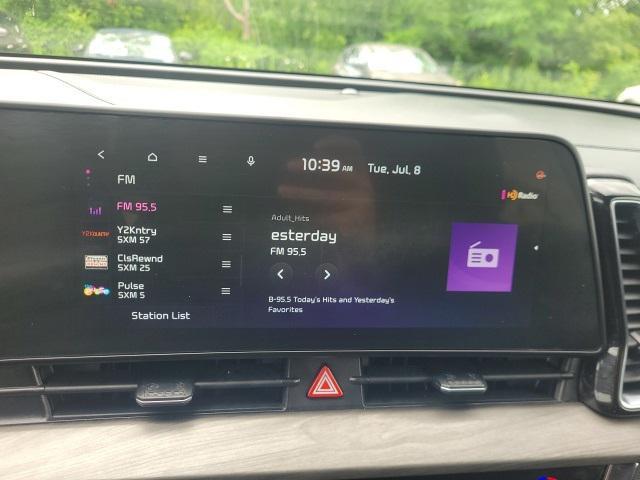 10:39 AM Tue, Jul, 8
FM
HD Radio
FM 95.5
Y2Kountry
Y2Kntry
SXM 57
ClsRewnd
SXM 25
Pulse
SXM 5
Station List
Adult_Hits
esterday
FM 95.5
B-95.5 Today's Hits and Yesterday's
Favorites